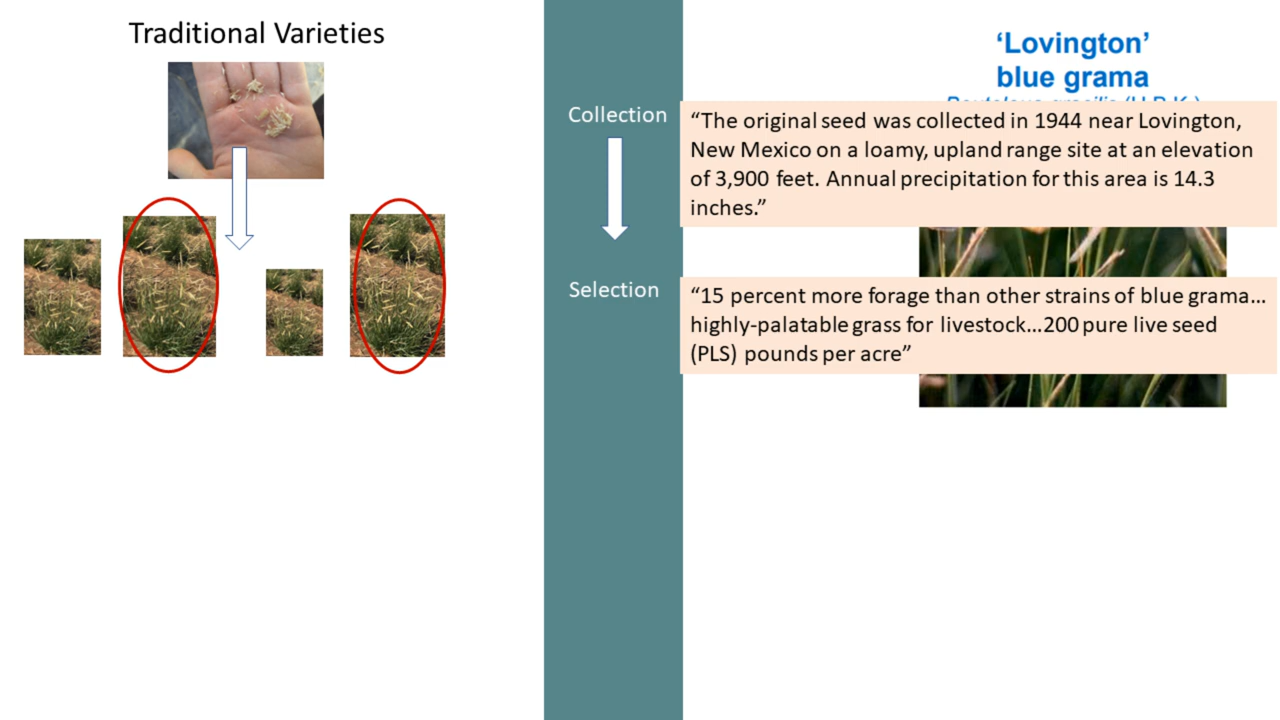 Traditional Varieties
‘Lovington’
blue grama
Collection
“The original seed was collected in 1944 near Lovington,
New Mexico on a loamy, upland range site at an elevation
of 3,900 feet. Annual precipitation for this area is 14.3
inches.”
Selection
“15 percent more forage than other strains of blue grama…
highly-palatable grass for livestock…200 pure live seed
(PLS) pounds per acre”